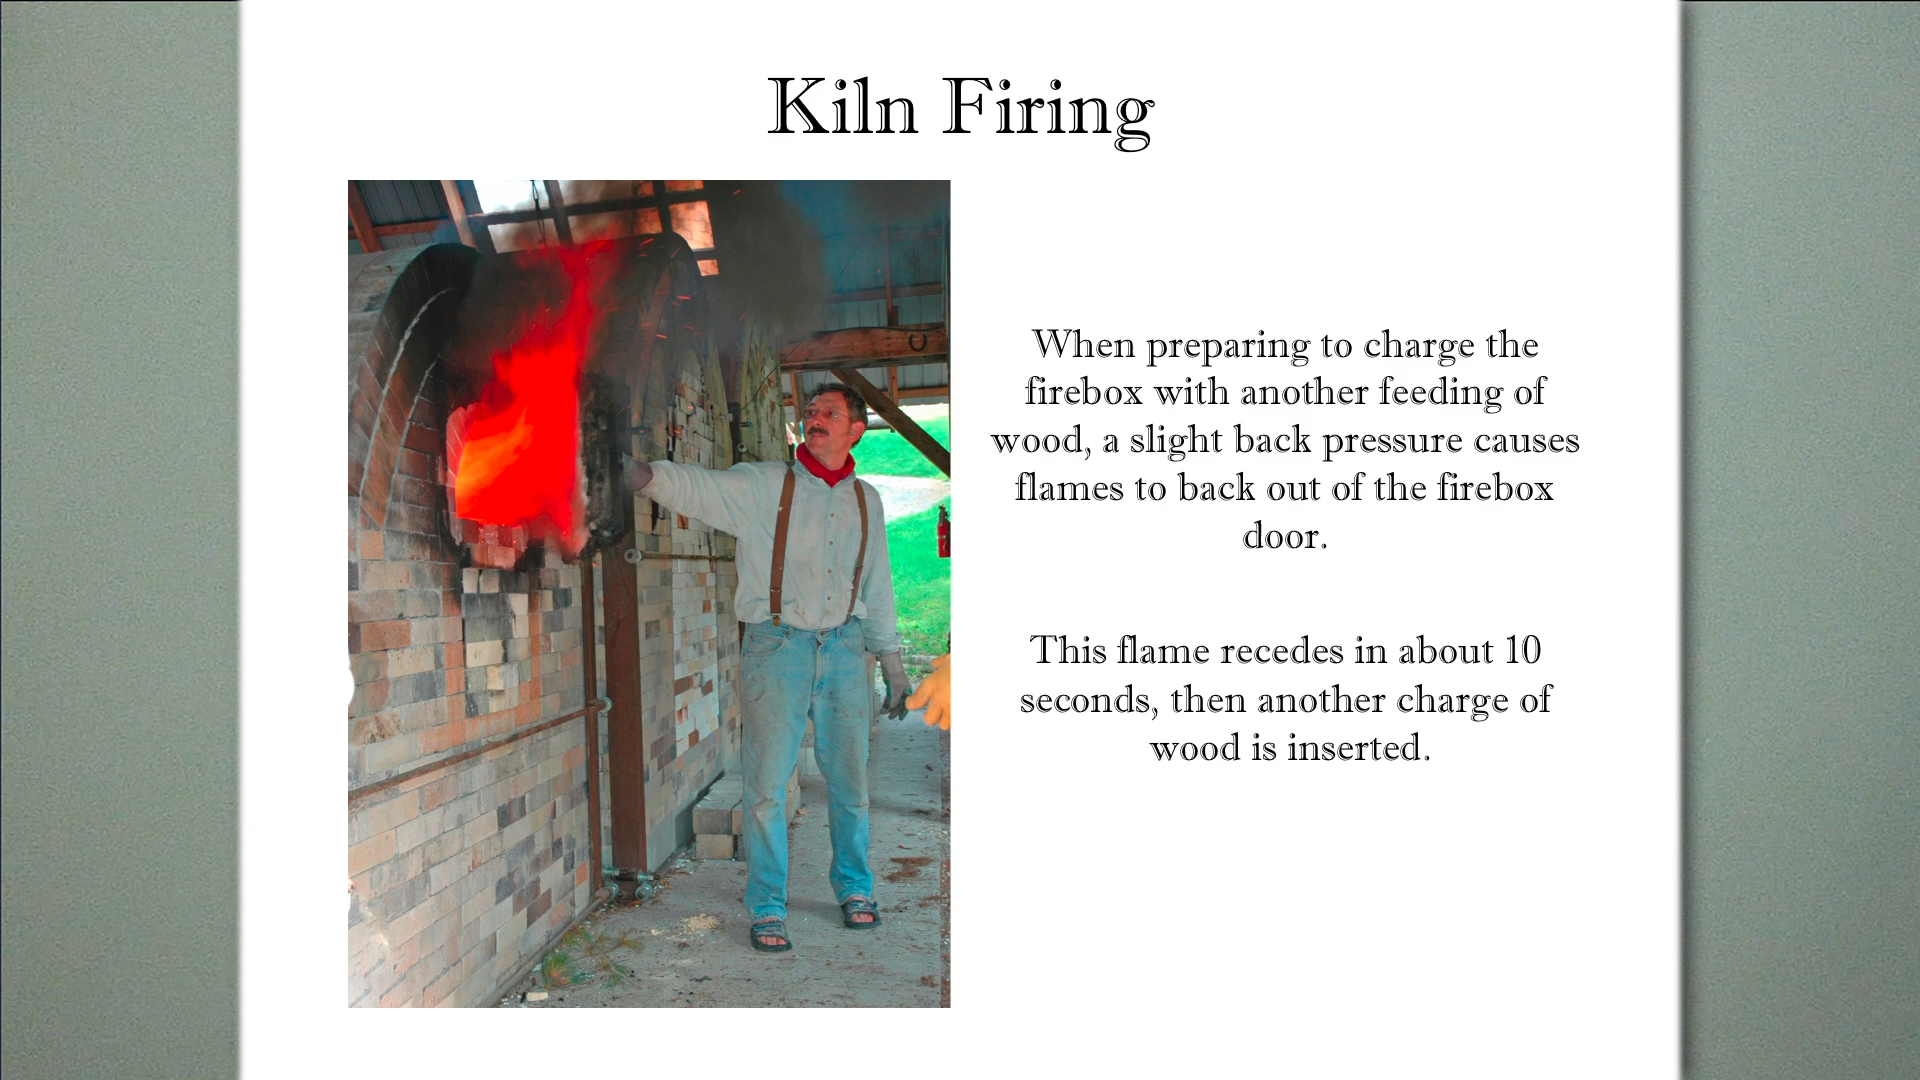 Kiln Firing
When preparing to charge the
firebox with another feeding of
wood, a slight back pressure causes
flames to back out of the firebox
door.
This flame recedes in about 10
seconds, then another charge of
wood is inserted.